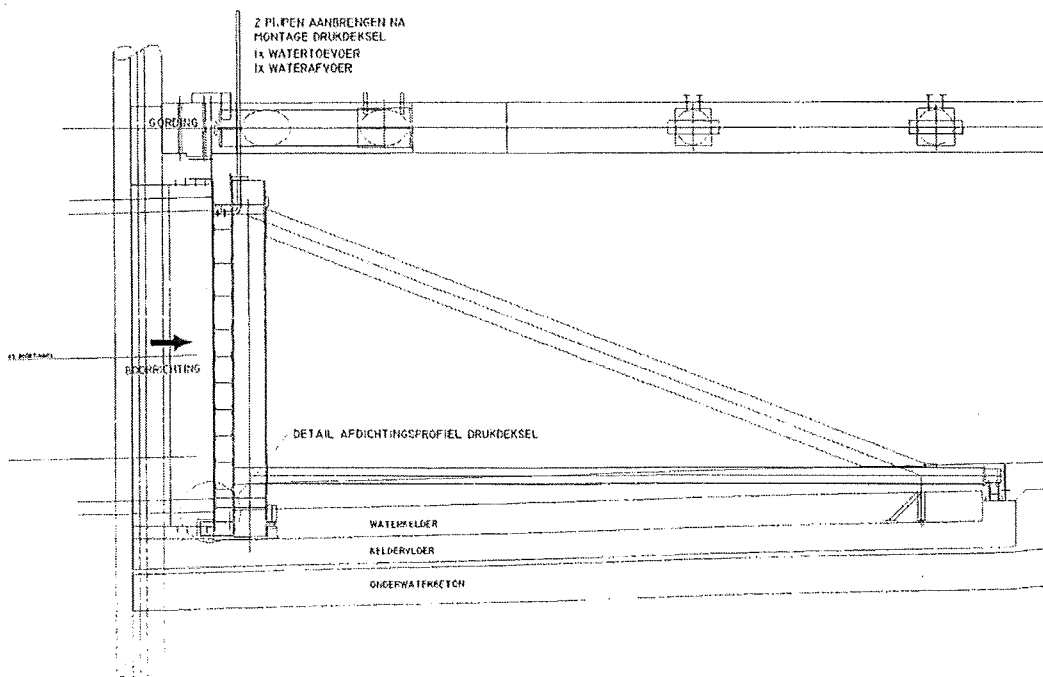 2 PIJPEN AANBRENGEN NA
MONTAGE DRUKDEKSEL
1x WATERTOEVOER
1x WATERAFVOER
GORDING
BOORRICHTING
DETAIL AFDICHTINGSPROFIEL DRUKDEKSEL
WATERKELDER
KELDERVLOER
ONDERWATERBETON